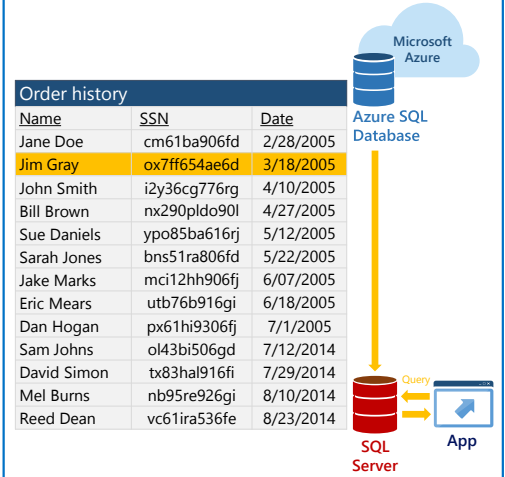 Microsoft
Azure
Order history
Name SSN Date
Jane Doe cm61ba906fd 2/28/2005
Jim Gray ox7ff654ae6d 3/18/2005
John Smith i2y36cg776rg 4/10/2005
Bill Brown nx290pldo90l 4/27/2005
Sue Daniels ypo85ba616rj 5/12/2005
Sarah Jones bns51ra806fd 5/22/2005
Jake Marks mci12hh906fj 6/07/2005
Eric Mears utb76b916gi 6/18/2005
Dan Hogan px61hi9306fj 7/1/2005
Sam Johns ol43bi506gd 7/12/2014
David Simon tx83hal916fi 7/29/2014
Mel Burns nb95re926gi 8/10/2014
Reed Dean vc61ira536fe 8/23/2014
Azure SQL
Database
Query
App
SQL
Server